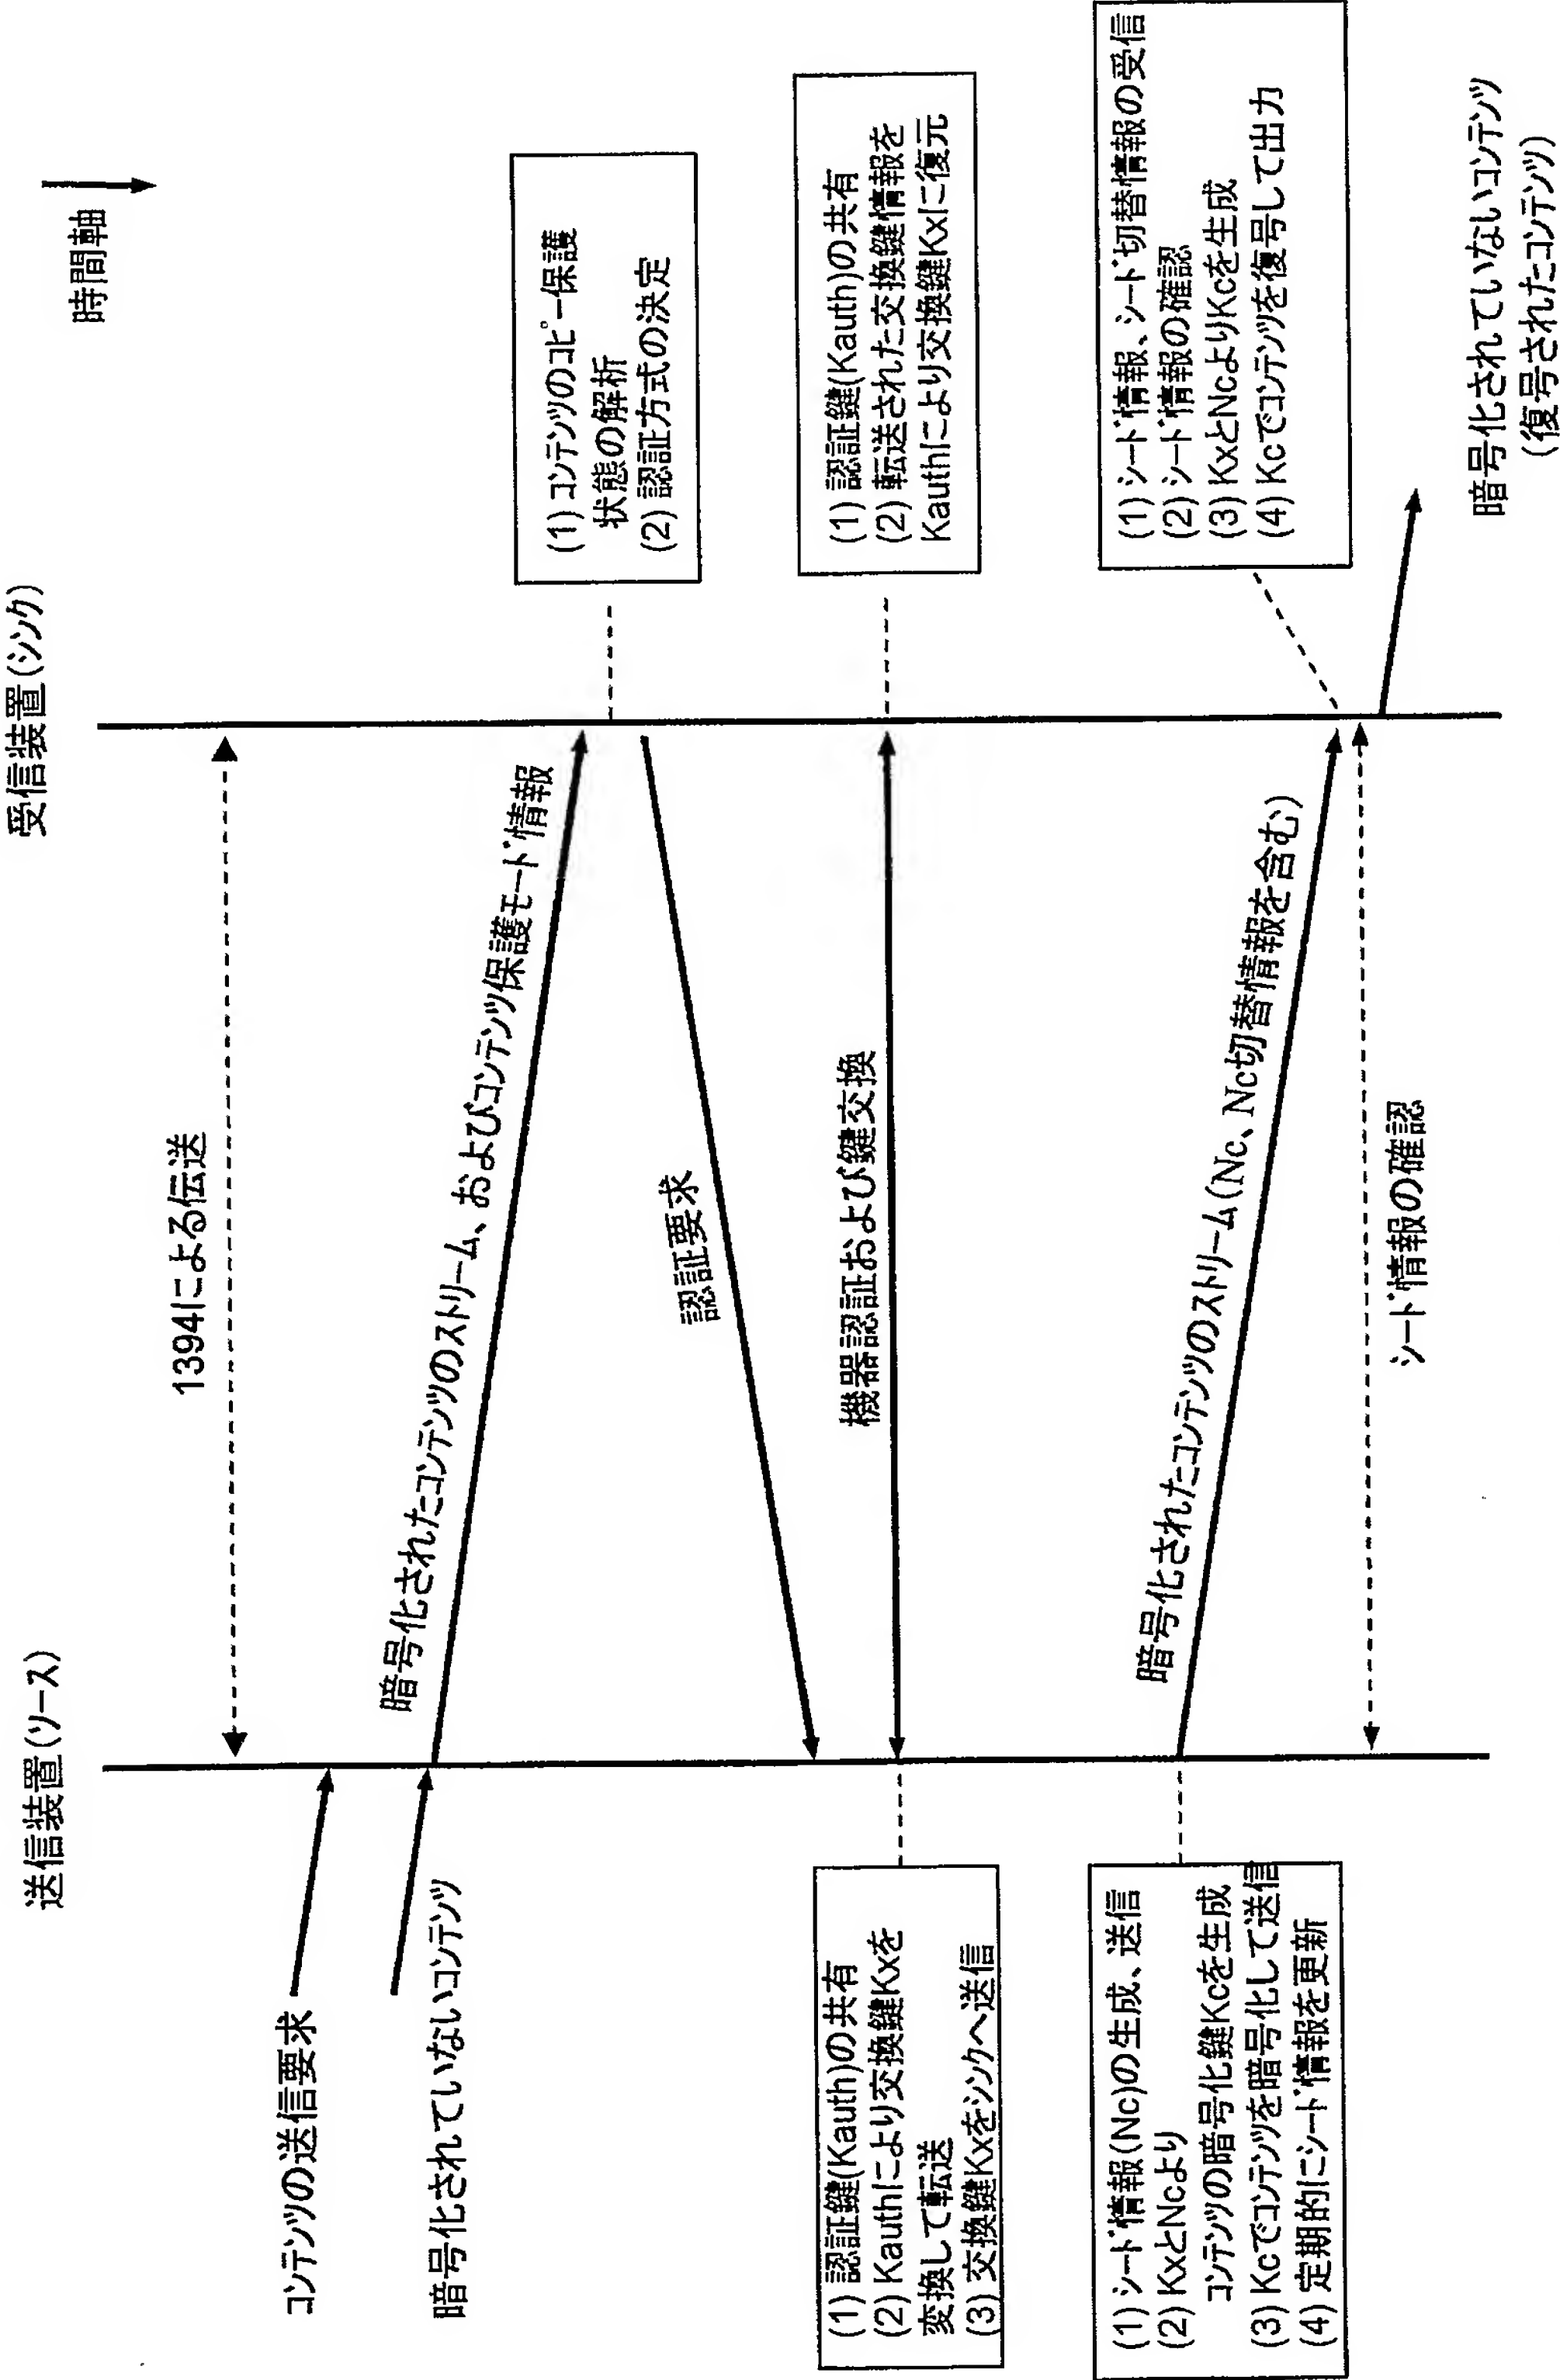 送信装置(ソース)
受信装置(シンク)
時間軸
1394による伝送
コンテンツの送信要求
暗号化されていないコンテンツ
暗号化されたコンテンツのストリーム、およびコンテンツ保護モード情報
(1) コンテンツのコピー保護
状態の解析
(2) 認証方式の決定
認証要求
機器認証および鍵交換
(1) 認証鍵(Kauth)の共有
(2) Kauthにより交換鍵Kxを
変換して転送
(3) 交換鍵Kxをシンクへ送信
(1) 認証鍵(Kauth)の共有
(2) 転送された交換鍵情報を
Kauthにより交換鍵Kxに復元
(1) シード情報(Nc)の生成、送信
(2) KxとNcより
コンテンツの暗号化鍵Kcを生成
(3) Kcでコンテンツを暗号化して送信
(4) 定期的にシード情報を更新
暗号化されたコンテンツのストリーム(Nc、Nc切替情報を含む)
(1) シード情報、シード切替情報の受信
(2) シード情報の確認
(3) KxとNcよりKcを生成
(4) Kcでコンテンツを復号して出力
シード情報の確認
暗号化されていないコンテンツ
(復号されたコンテンツ)